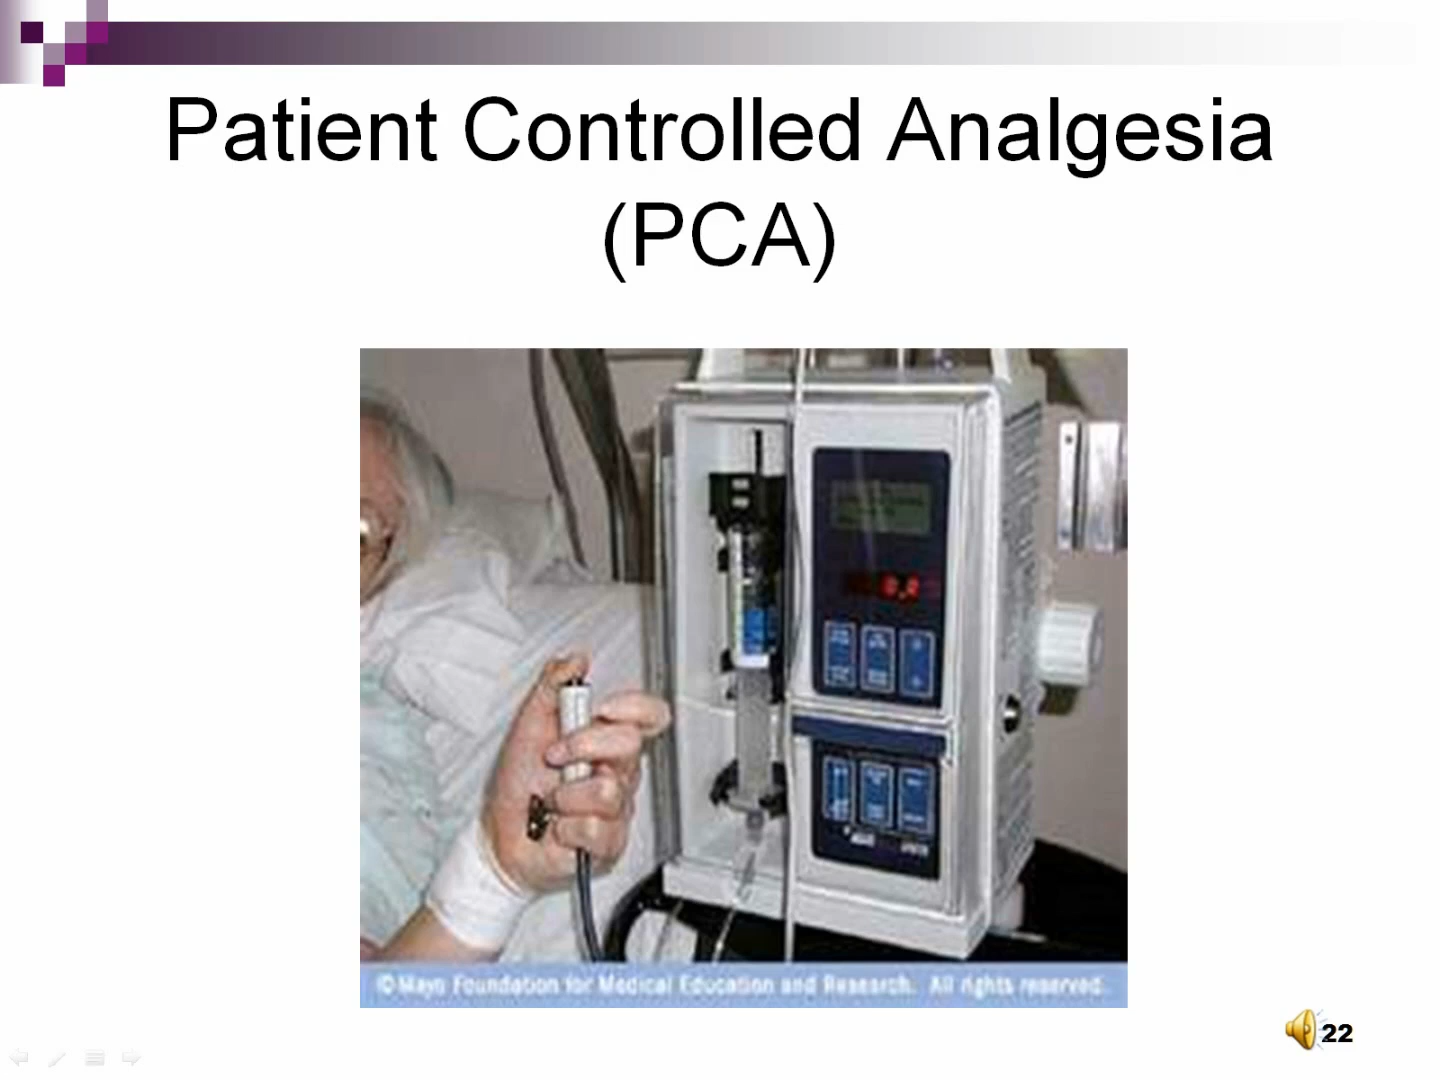 Patient Controlled Analgesia
(PCA)
© Mayo Foundation for Medical Education and Research. All rights reserved.
22